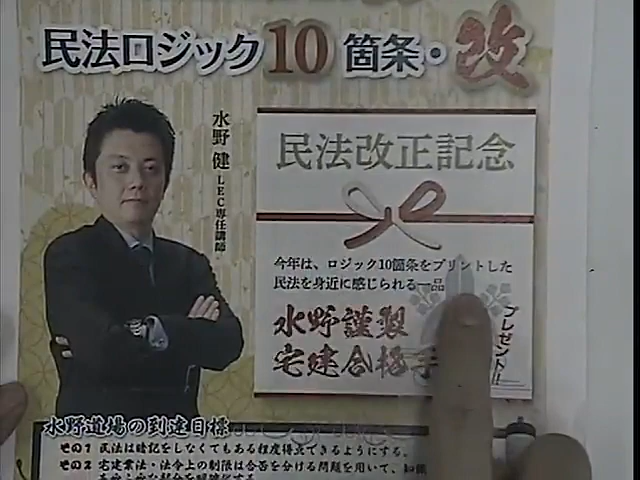 民法ロジック10箇条・改
水野 健 LEC専任講師
民法改正記念
今年は、ロジック10箇条をプリントした
民法を身近に感じられる一品
水野謹製
宅建合格
プレゼント!!
水野道場の到達目標
その1 民法は暗記をしなくてもある程度得点できるようにする。
その2 宅建業法・法令上の制限は合否を分ける問題を用いて、知識